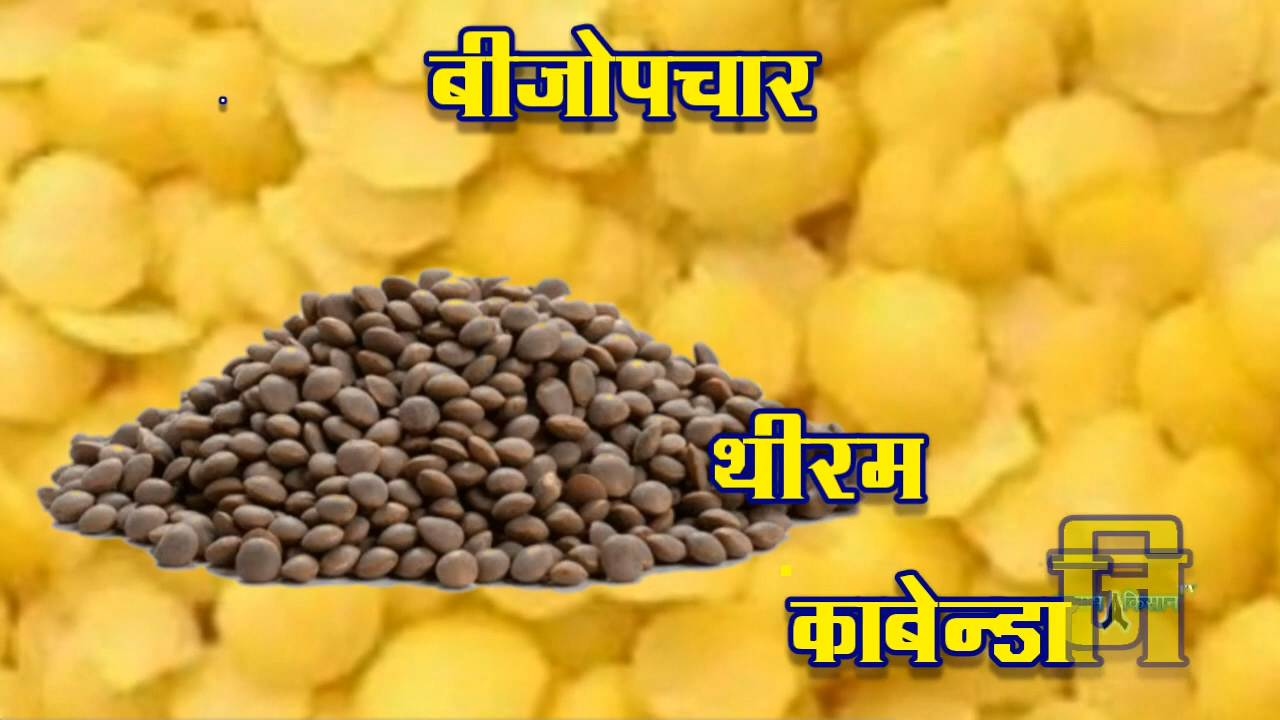 बीजोपचार
थीरम
काबेन्डा
किसान